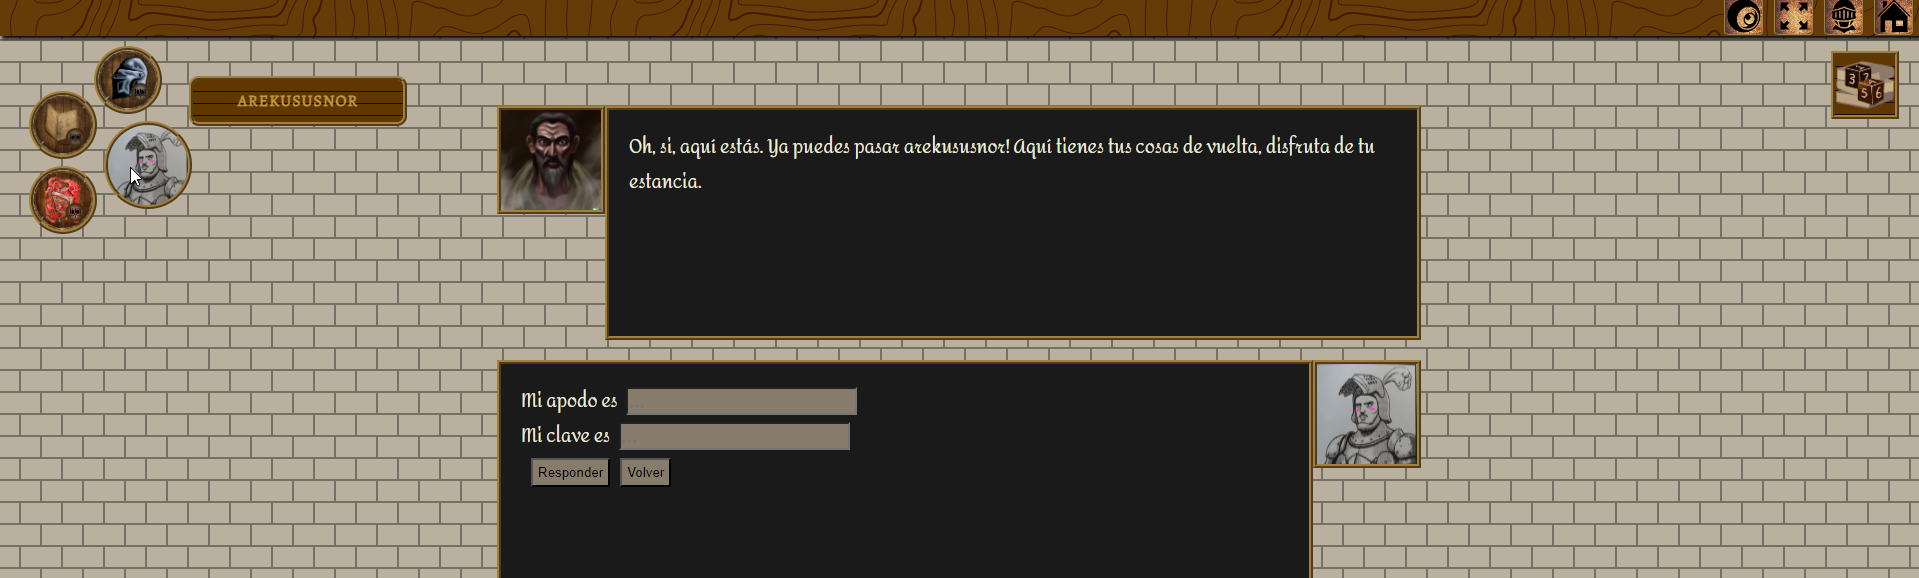 AREKUSUSNOR
Oh, si, aquí estás. Ya puedes pasar arekususnor! Aquí tienes tus cosas de vuelta, disfruta de tu
estancia.
Mi apodo es ...
Mi clave es ...
Responder Volver